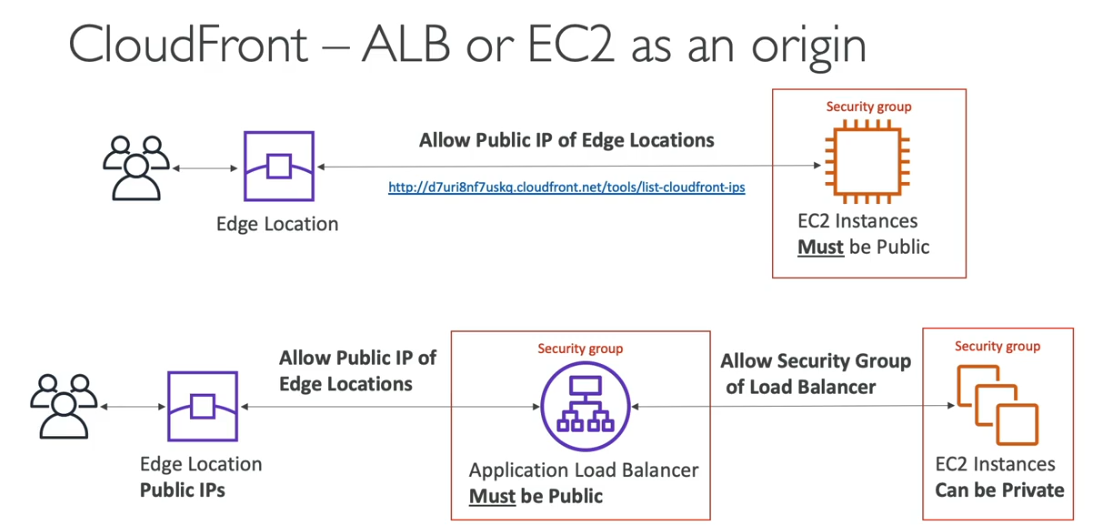 CloudFront – ALB or EC2 as an origin
Security group
Allow Public IP of Edge Locations
http://d7uri8nf7uskq.cloudfront.net/tools/list-cloudfront-ips
Edge Location
EC2 Instances
Must be Public
Security group
Security group
Allow Public IP of
Edge Locations
Allow Security Group
of Load Balancer
Edge Location
Public IPs
Application Load Balancer
Must be Public
EC2 Instances
Can be Private